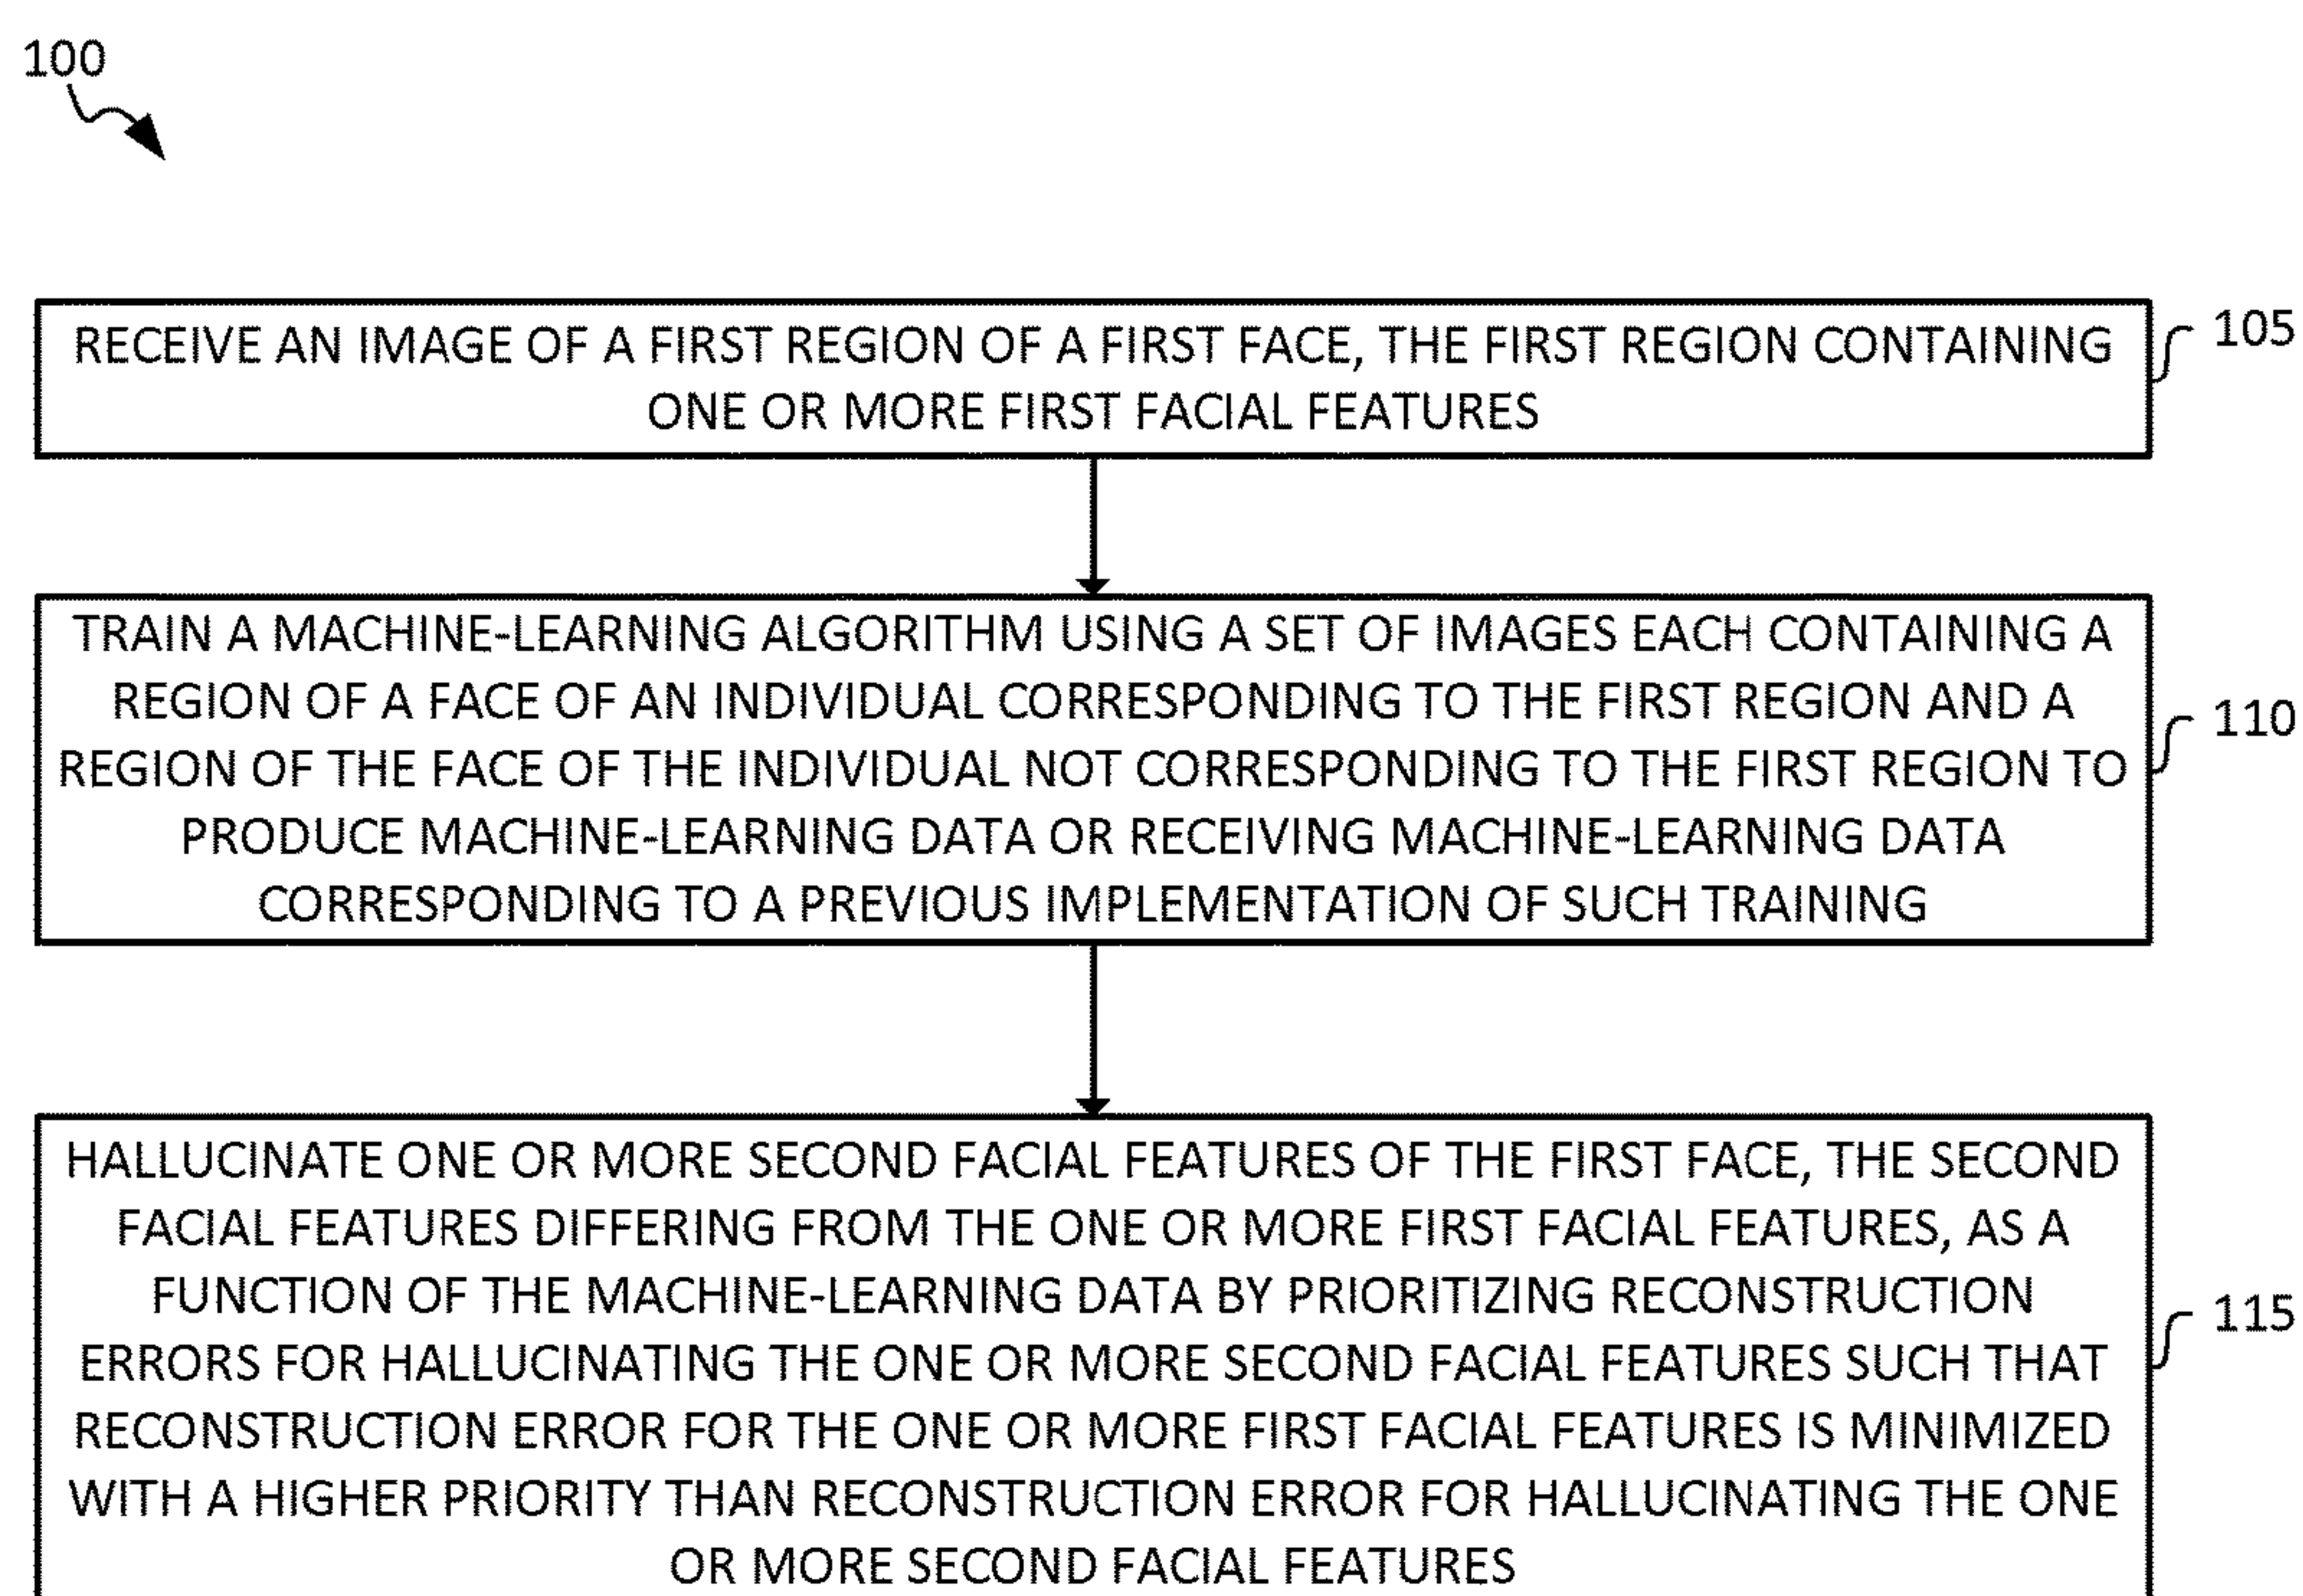 100
RECEIVE AN IMAGE OF A FIRST REGION OF A FIRST FACE, THE FIRST REGION CONTAINING
ONE OR MORE FIRST FACIAL FEATURES
105
TRAIN A MACHINE-LEARNING ALGORITHM USING A SET OF IMAGES EACH CONTAINING A
REGION OF A FACE OF AN INDIVIDUAL CORRESPONDING TO THE FIRST REGION AND A
REGION OF THE FACE OF THE INDIVIDUAL NOT CORRESPONDING TO THE FIRST REGION TO
PRODUCE MACHINE-LEARNING DATA OR RECEIVING MACHINE-LEARNING DATA
CORRESPONDING TO A PREVIOUS IMPLEMENTATION OF SUCH TRAINING
110
HALLUCINATE ONE OR MORE SECOND FACIAL FEATURES OF THE FIRST FACE, THE SECOND
FACIAL FEATURES DIFFERING FROM THE ONE OR MORE FIRST FACIAL FEATURES, AS A
FUNCTION OF THE MACHINE-LEARNING DATA BY PRIORITIZING RECONSTRUCTION
ERRORS FOR HALLUCINATING THE ONE OR MORE SECOND FACIAL FEATURES SUCH THAT
RECONSTRUCTION ERROR FOR THE ONE OR MORE FIRST FACIAL FEATURES IS MINIMIZED
WITH A HIGHER PRIORITY THAN RECONSTRUCTION ERROR FOR HALLUCINATING THE ONE
OR MORE SECOND FACIAL FEATURES
115